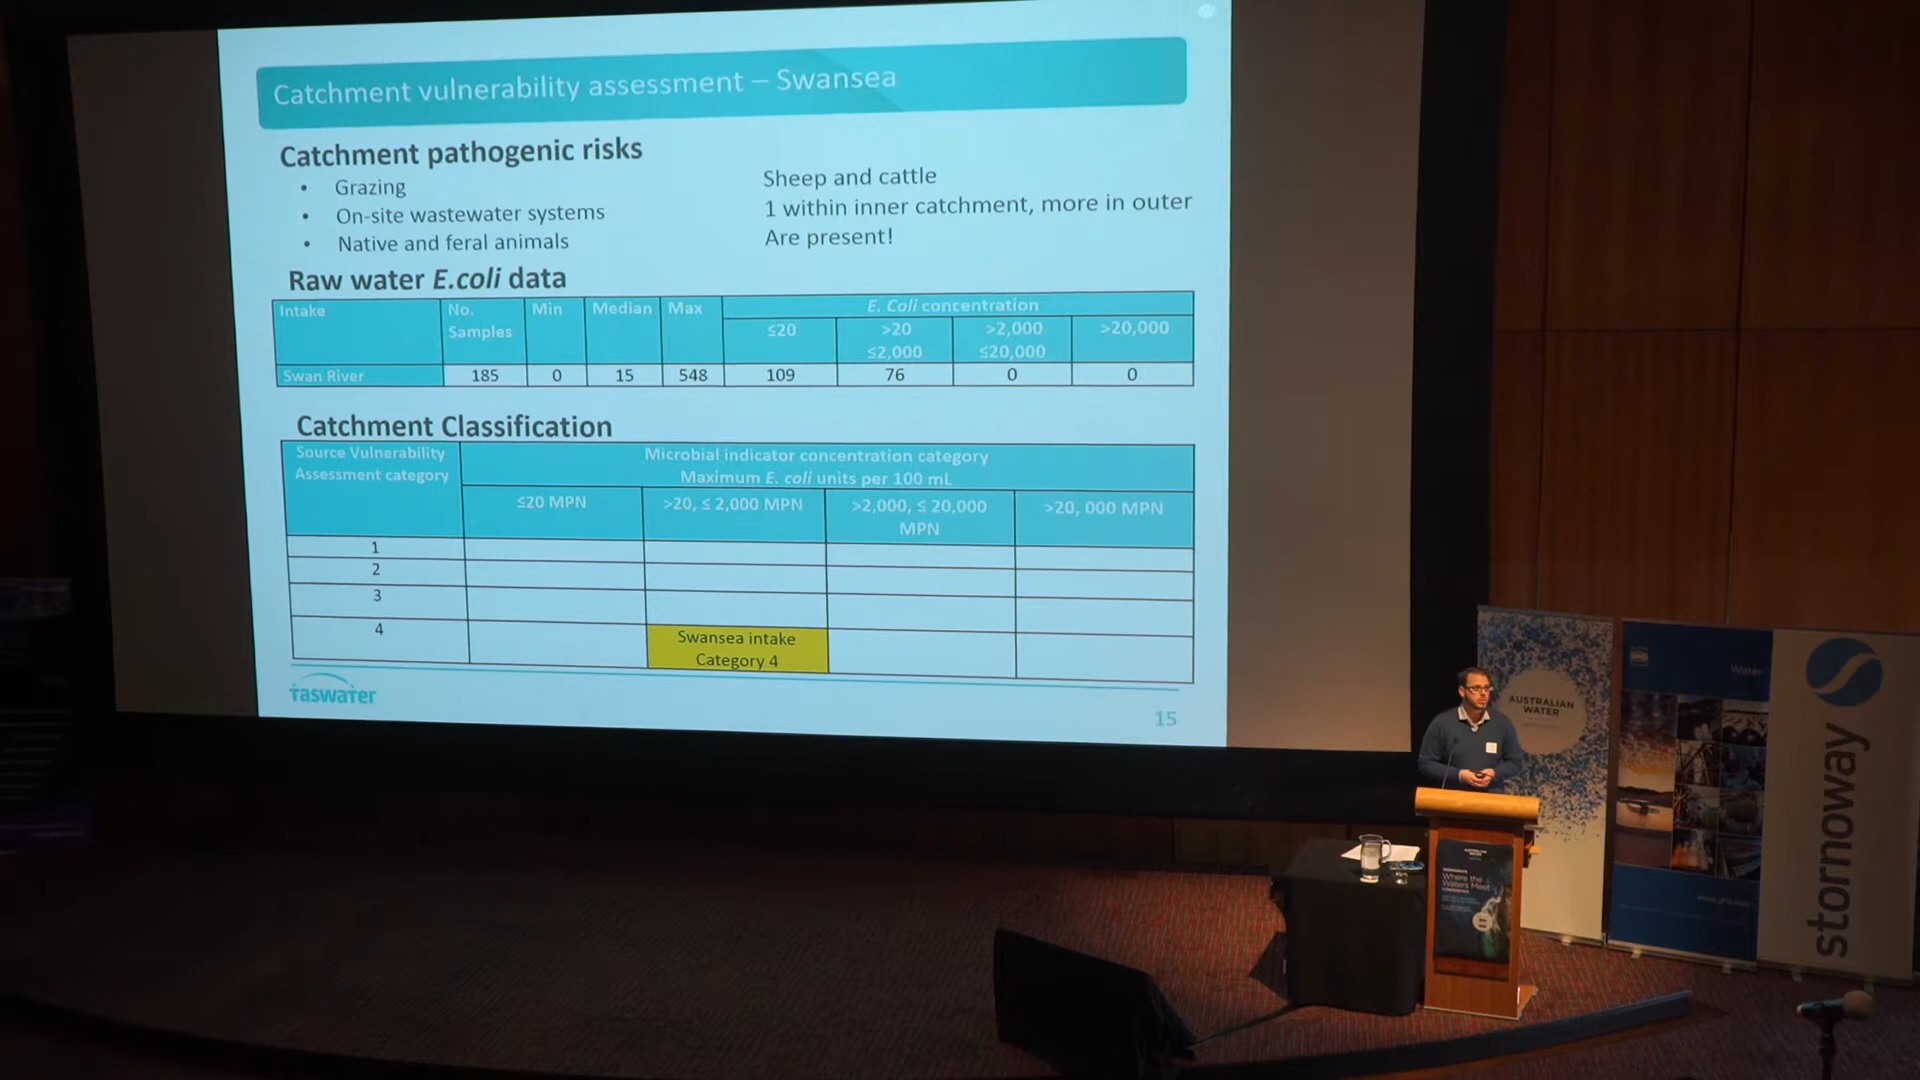 Catchment vulnerability assessment – Swansea
Catchment pathogenic risks
• Grazing
Sheep and cattle
• On-site wastewater systems
1 within inner catchment, more in outer
• Native and feral animals
Are present!
Raw water E.coli data
Intake
No. Samples
Min
Median
Max
E. Coli concentration
≤20
>20 ≤2,000
>2,000 ≤20,000
>20,000
Swan River
185
0
15
548
109
76
0
0
Catchment Classification
Source Vulnerability
Assessment category
Microbial indicator concentration category
Maximum E. coli units per 100 mL
≤20 MPN
>20, ≤ 2,000 MPN
>2,000, ≤ 20,000
MPN
>20, 000 MPN
1
2
3
4
Swansea intake
Category 4
taswater
15
AUSTRALIAN
WATER
Water
stornoway
AUSTRALIAN
WATER
Where the
Waters Meet